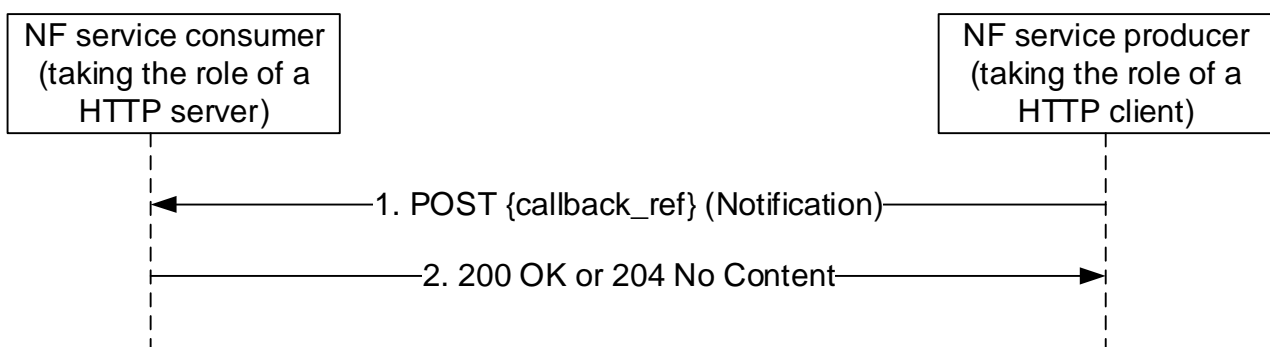 NF service consumer
(taking the role of a
HTTP server)
NF service producer
(taking the role of a
HTTP client)
1. POST {callback_ref} (Notification)
2. 200 OK or 204 No Content